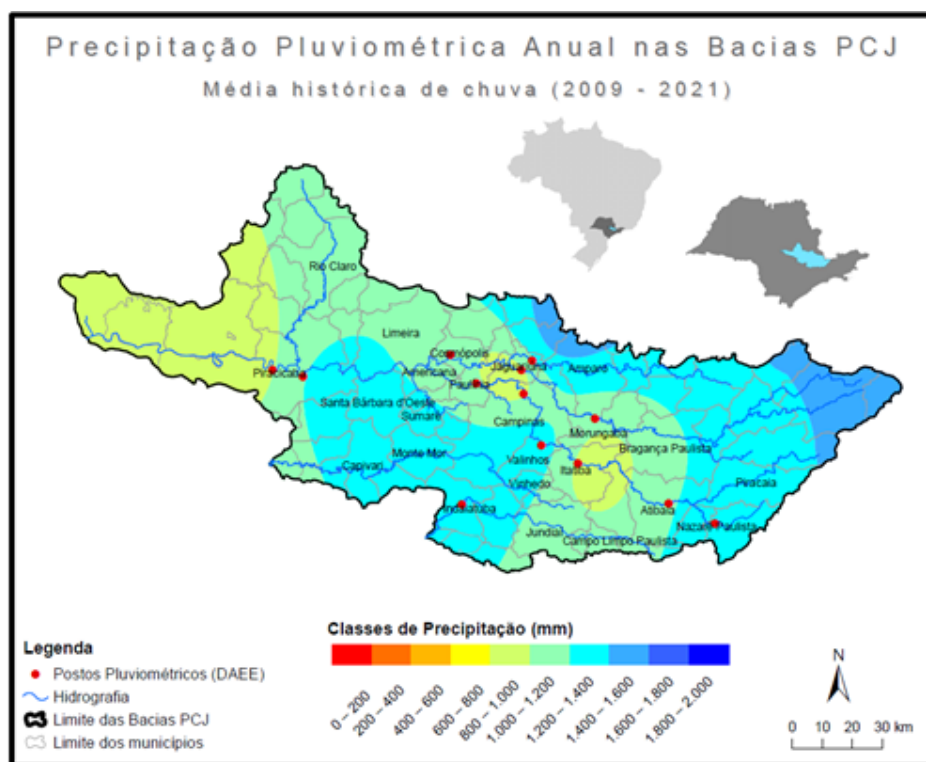 Precipitação Pluviométrica Anual nas Bacias PCJ
Média histórica de chuva (2009 - 2021)
Rio Claro
Limeira
Cosmópolis
Piracicaba
Americana
Jaguariúna
Amparo
Paulínia
Santa Bárbara d'Oeste
Sumaré
Campinas
Morungaba
Bragança Paulista
Capivari
Monte Mor
Valinhos
Itatiba
Vinhedo
Piracaia
Indaiatuba
Atibaia
Nazaré Paulista
Jundiaí
Campo Limpo Paulista
Legenda
Postos Pluviométricos (DAEE)
Hidrografia
Limite das Bacias PCJ
Limite dos municípios
Classes de Precipitação (mm)
0 – 200
200 – 400
400 – 600
600 – 800
800 – 1.000
1.000 – 1.200
1.200 – 1.400
1.400 – 1.600
1.600 – 1.800
1.800 – 2.000
N
0 10 20 30 km